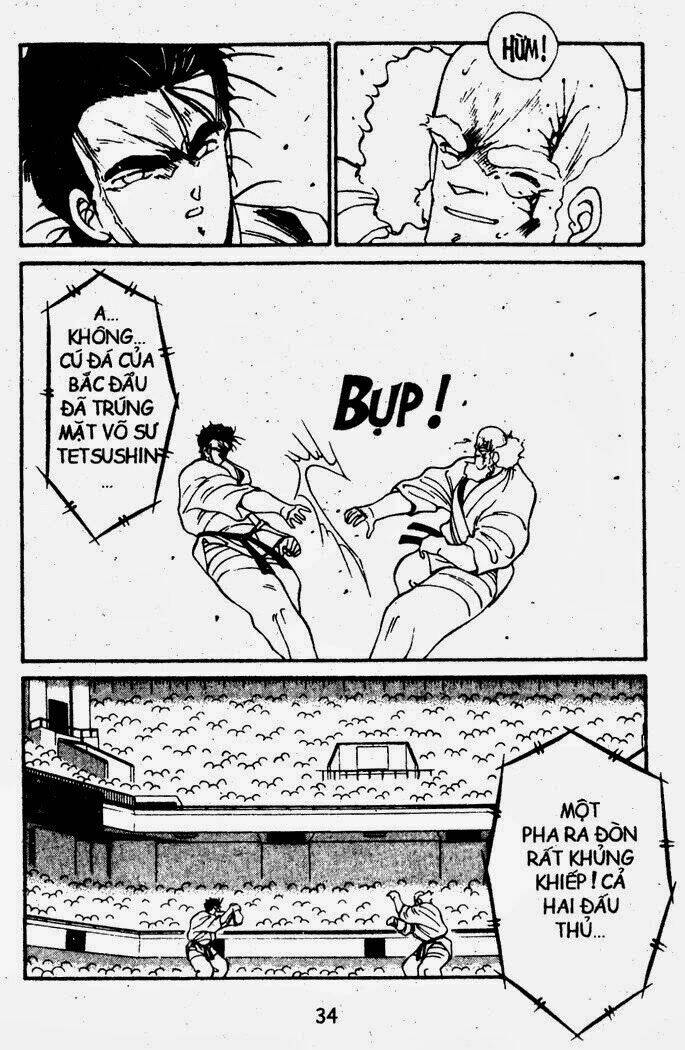 HỪM!
A...
KHÔNG...
CÚ ĐÁ CỦA
BẮC ĐẨU
ĐÃ TRÚNG
MẶT VÕ SƯ
TETSUSHIN
...
BỤP!
MỘT
PHA RA ĐÒN
RẤT KHỦNG
KHIẾP! CẢ
HAI ĐẤU
THỦ...
34